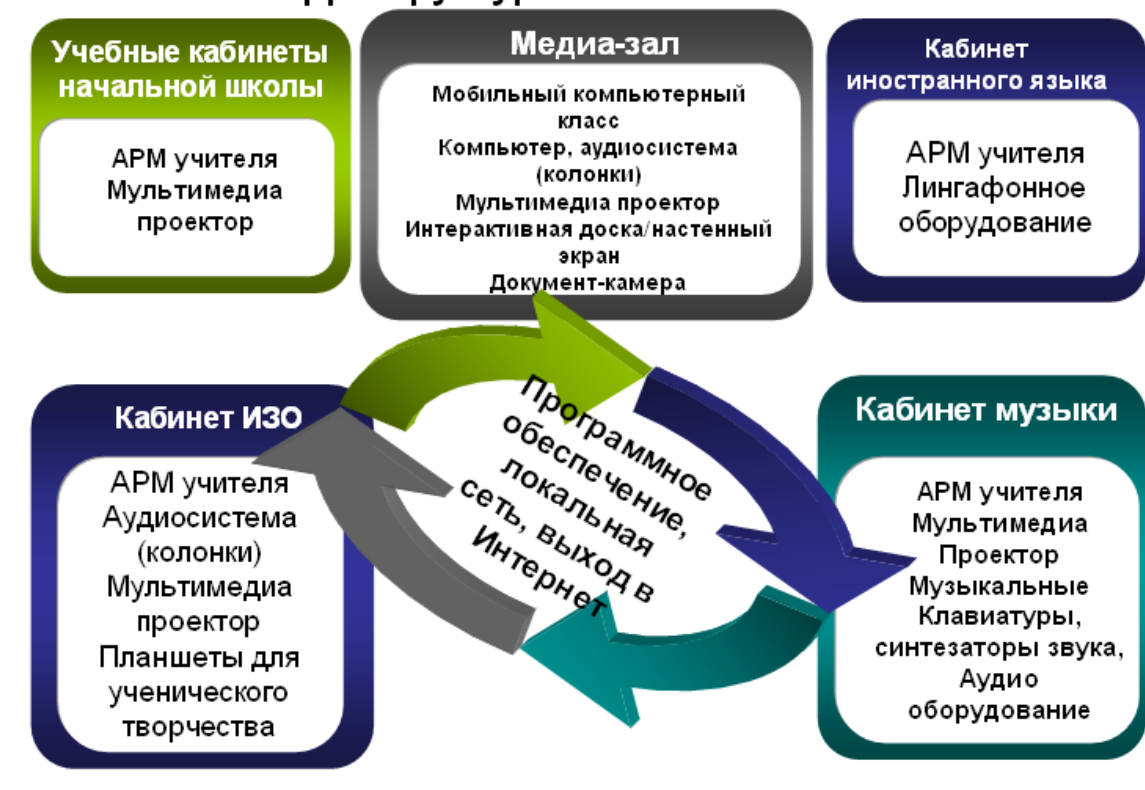 Учебные кабинеты
начальной школы
АРМ учителя
Мультимедиа
проектор
Медиа-зал
Мобильный компьютерный
класс
Компьютер, аудиосистема
(колонки)
Мультимедиа проектор
Интерактивная доска/настенный
экран
Документ-камера
Кабинет
иностранного языка
АРМ учителя
Лингафонное
оборудование
Кабинет ИЗО
АРМ учителя
Аудиосистема
(колонки)
Мультимедиа
проектор
Планшеты для
ученического
творчества
Программное
обеспечение,
локальная
сеть, выход в
Интернет
Кабинет музыки
АРМ учителя
Мультимедиа
Проектор
Музыкальные
Клавиатуры,
синтезаторы звука,
Аудио
оборудование